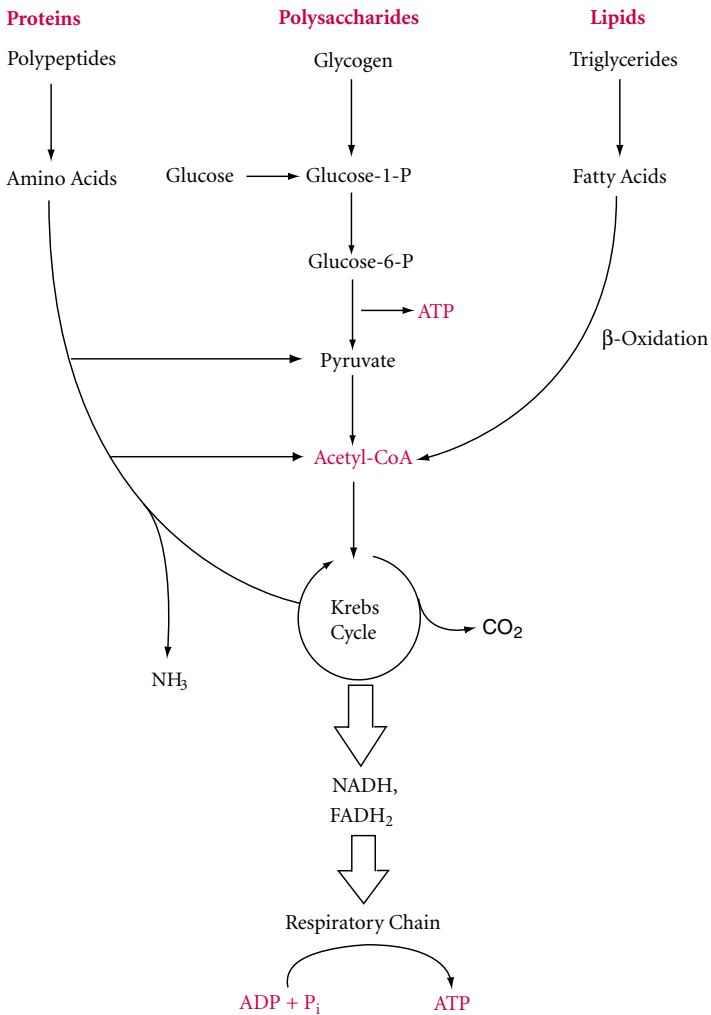 Proteins
Polysaccharides
Lipids
Polypeptides
Glycogen
Triglycerides
Amino Acids
Glucose
Glucose-1-P
Fatty Acids
Glucose-6-P
ATP
β-Oxidation
Pyruvate
Acetyl-CoA
Krebs
Cycle
CO₂
NH₃
NADH,
FADH₂
Respiratory Chain
ADP + Pᵢ
ATP